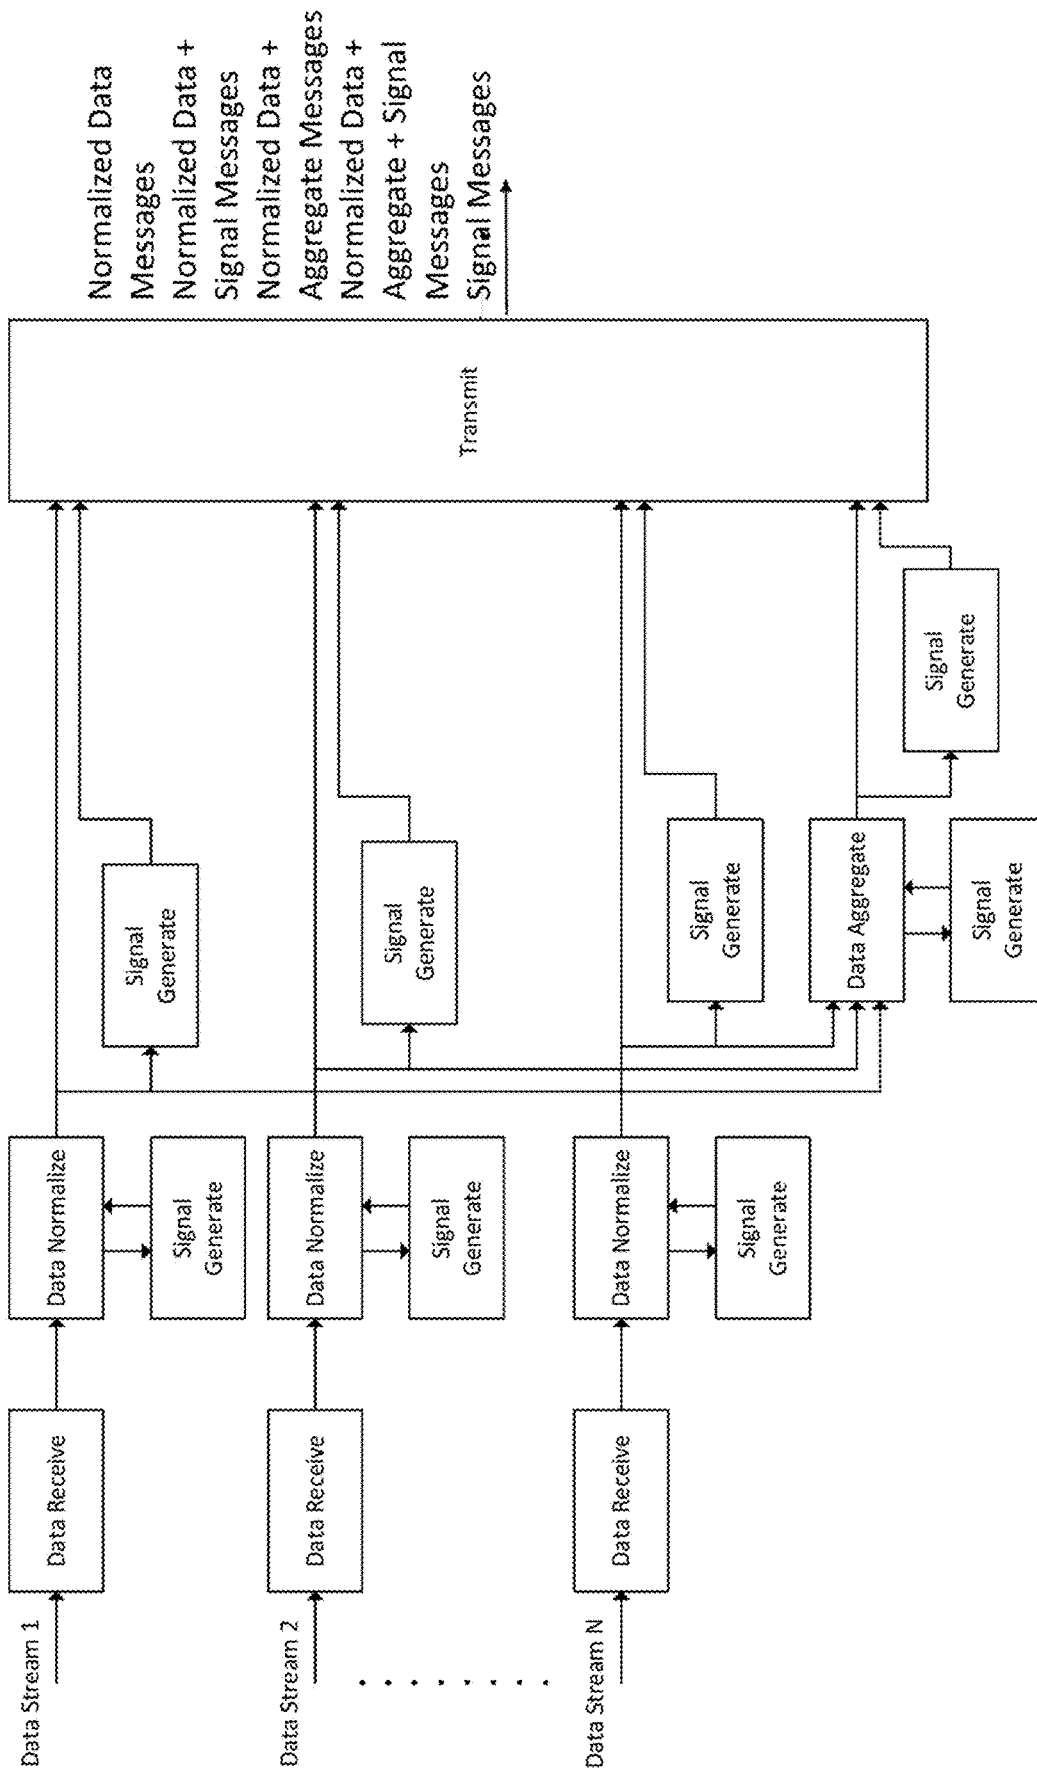 Data Stream 1
Data Receive
Data Normalize
Signal
Generate
Signal
Generate
Data Stream 2
Data Receive
Data Normalize
Signal
Generate
Signal
Generate
Data Stream N
Data Receive
Data Normalize
Signal
Generate
Signal
Generate
Data Aggregate
Signal
Generate
Signal
Generate
Transmit
Normalized Data
Messages
Normalized Data +
Signal Messages
Normalized Data +
Aggregate Messages
Normalized Data +
Aggregate + Signal
Messages
Signal Messages